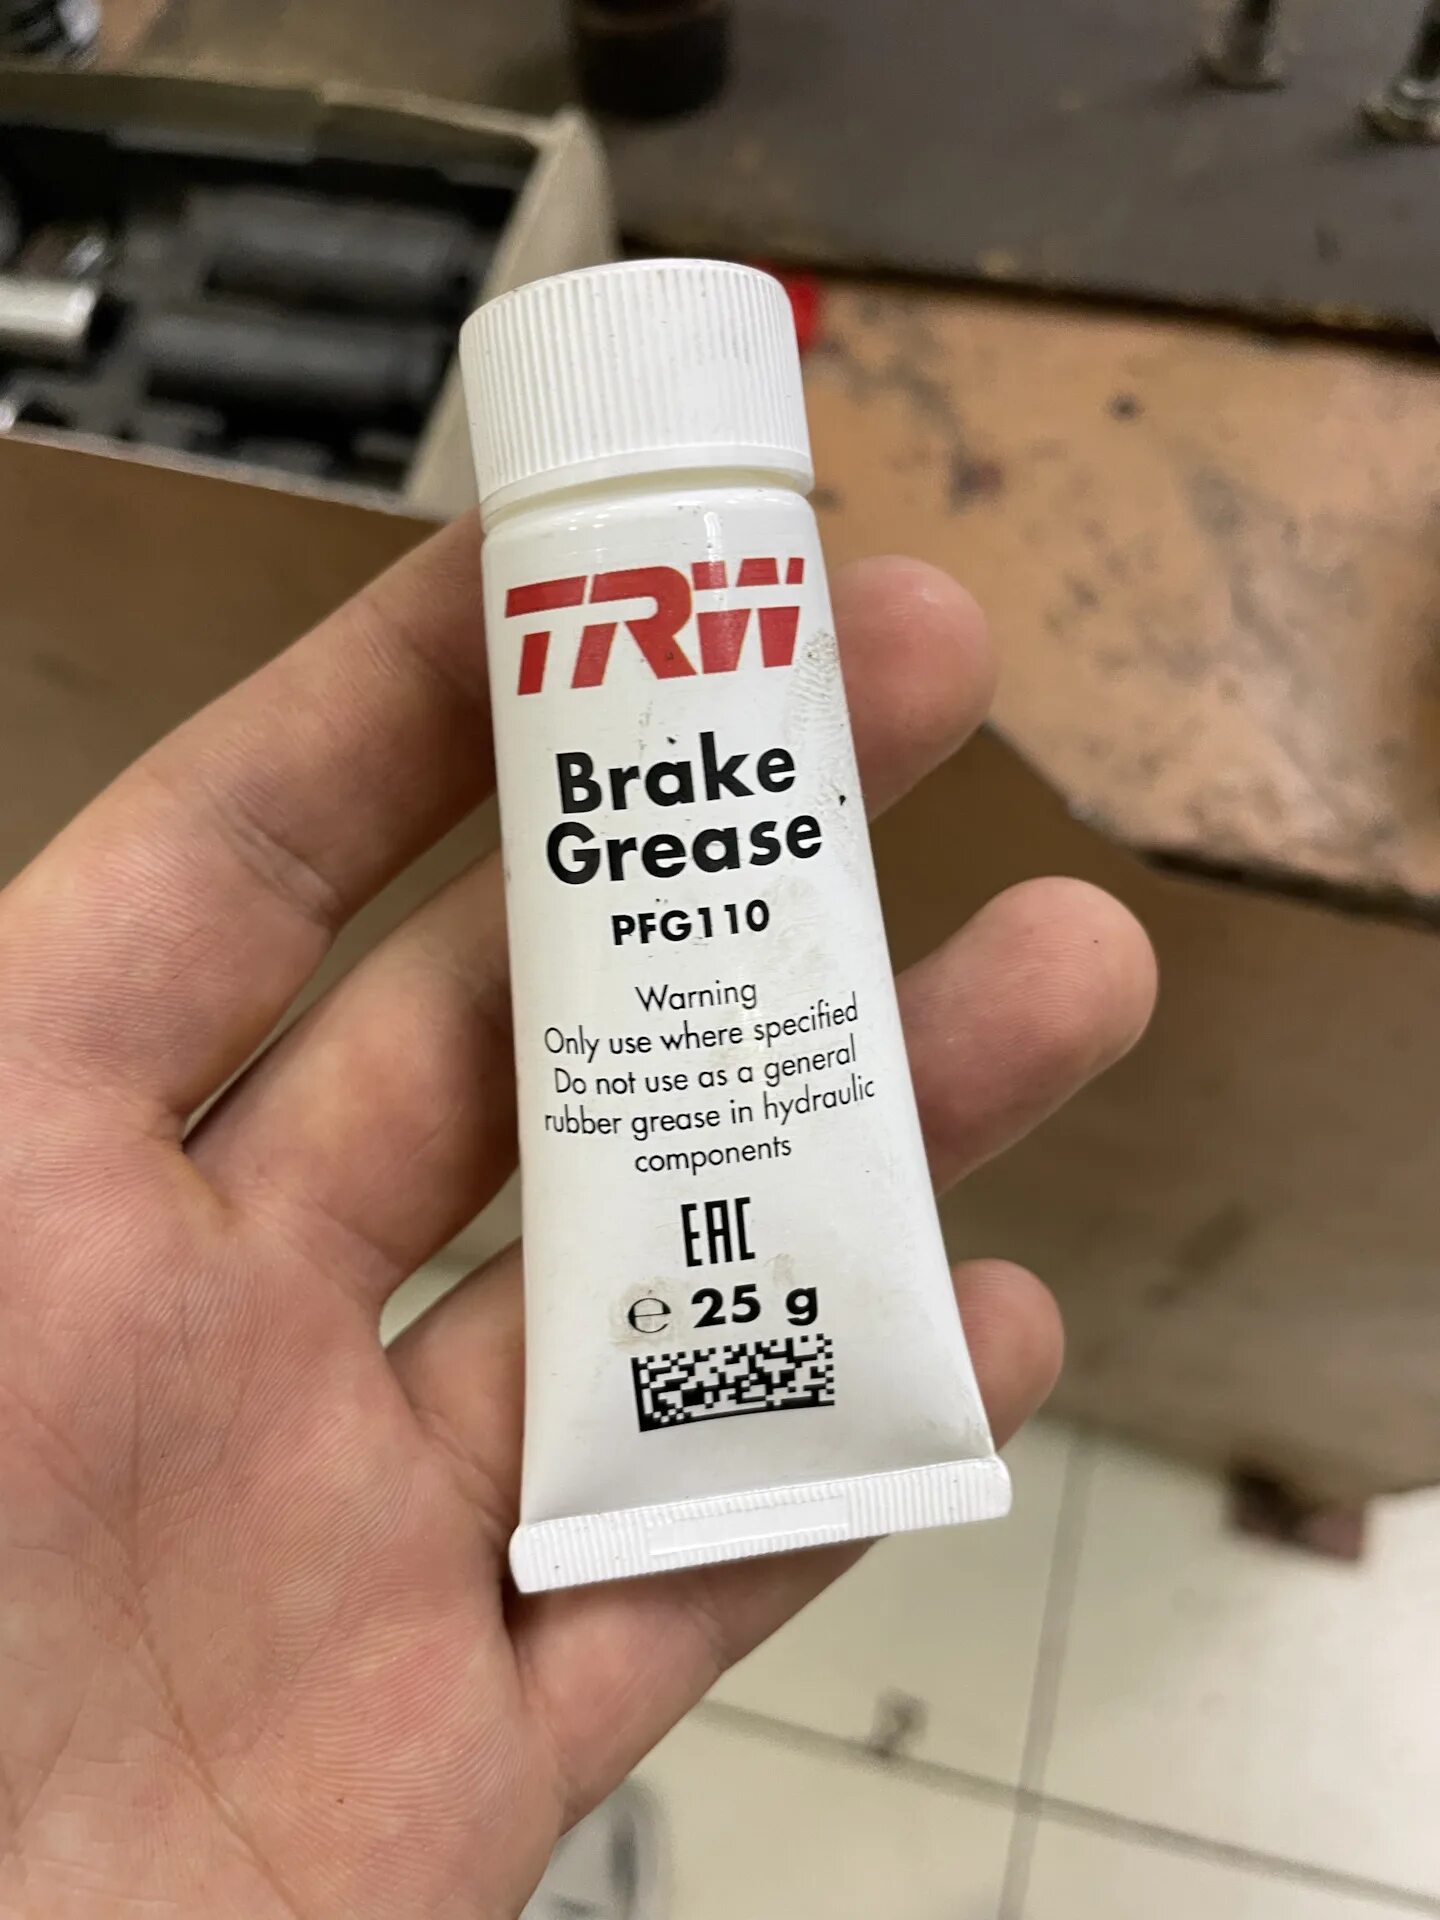 TRW
Brake
Grease
PFG110
Warning
Only use where specified
Do not use as a general
rubber grease in hydraulic
components
EAC
℮ 25 g